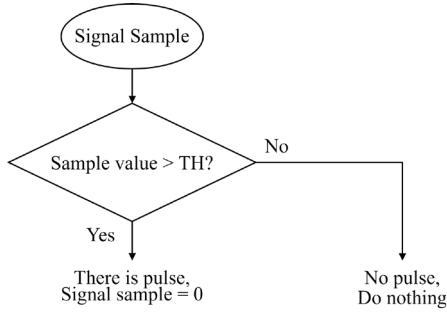 Signal Sample
Sample value > TH?
No
Yes
There is pulse,
Signal sample = 0
No pulse,
Do nothing